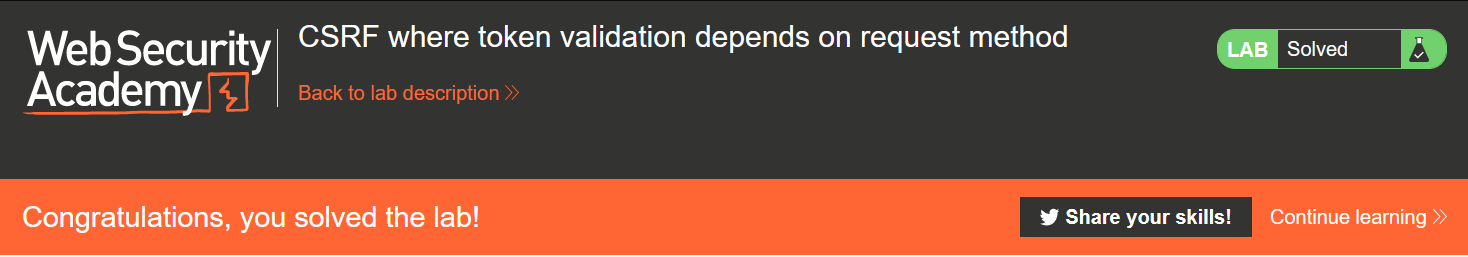 Web Security
Academy
CSRF where token validation depends on request method
Back to lab description
LAB Solved
Congratulations, you solved the lab!
Share your skills!
Continue learning